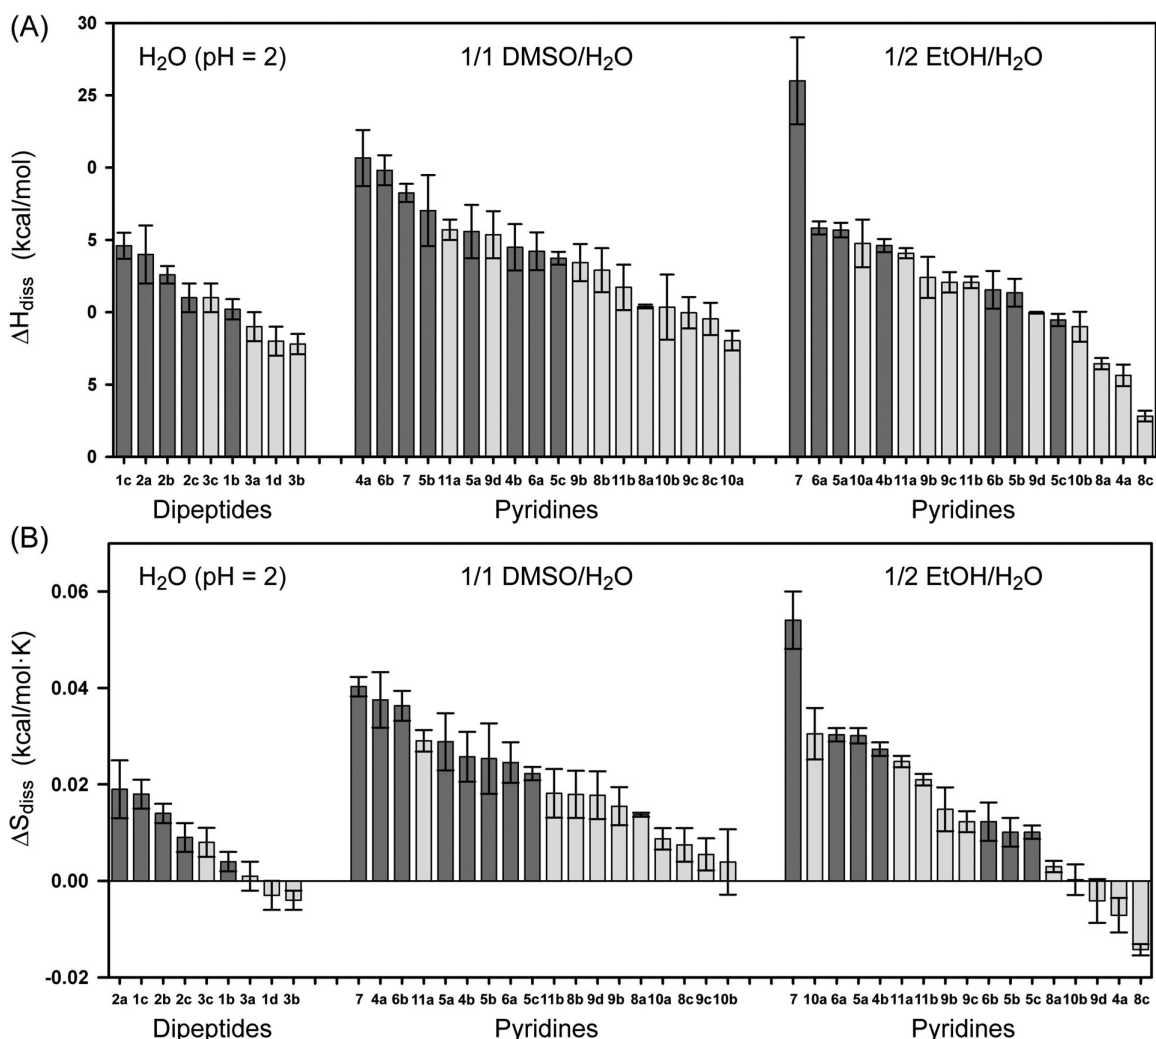 (A)
30
25
0
5
0
5
0
ΔHdiss (kcal/mol)
H2O (pH = 2)
1/1 DMSO/H2O
1/2 EtOH/H2O
1c 2a 2b 2c 3c 1b 3a 1d 3b
4a 6b 7 5b 11a 5a 9d 4b 6a 5c 9b 8b 11b 8a 10b 9c 8c 10a
7 6a 5a 10a 4b 11a 9b 9c 11b 6b 5b 9d 5c 10b 8a 4a 8c
Dipeptides
Pyridines
Pyridines
(B)
0.06
0.04
0.02
0.00
-0.02
ΔSdiss (kcal/mol·K)
H2O (pH = 2)
1/1 DMSO/H2O
1/2 EtOH/H2O
2a 1c 2b 2c 3c 1b 3a 1d 3b
7 4a 6b 11a 5a 4b 5b 6a 5c 11b 8b 9d 9b 8a 10a 8c 9c 10b
7 10a 6a 5a 4b 11a 11b 9b 9c 6b 5b 5c 8a 10b 9d 4a 8c
Dipeptides
Pyridines
Pyridines